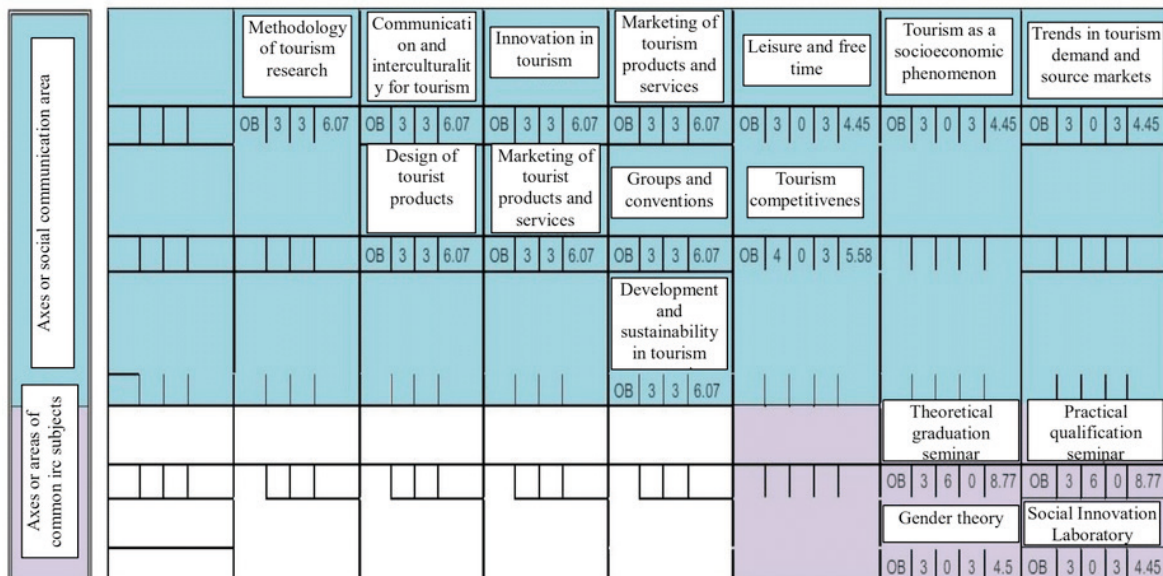 Axes or social communication area
Methodology
of tourism
research
Communicati
on and
interculturalit
y for tourism
Innovation in
tourism
Marketing of
tourism
products and
services
Leisure and free
time
Tourism as a
socioeconomic
phenomenon
Trends in tourism
demand and
source markets
OB 3 3 6.07
OB 3 3 6.07
OB 3 3 6.07
OB 3 3 6.07
OB 3 0 3 4.45
OB 3 0 3 4.45
OB 3 0 3 4.45
Design of
tourist
products
Marketing of
tourist
products and
services
Groups and
conventions
Tourism
competitivenes
OB 3 3 6.07
OB 3 3 6.07
OB 3 3 6.07
OB 4 0 3 5.58
Development
and
sustainability
in tourism
OB 3 3 6.07
Axes or areas of
common irc subjects
Theoretical
graduation
seminar
Practical
qualification
seminar
OB 3 6 0 8.77
OB 3 6 0 8.77
Gender theory
Social Innovation
Laboratory
OB 3 0 3 4.5
OB 3 0 3 4.45